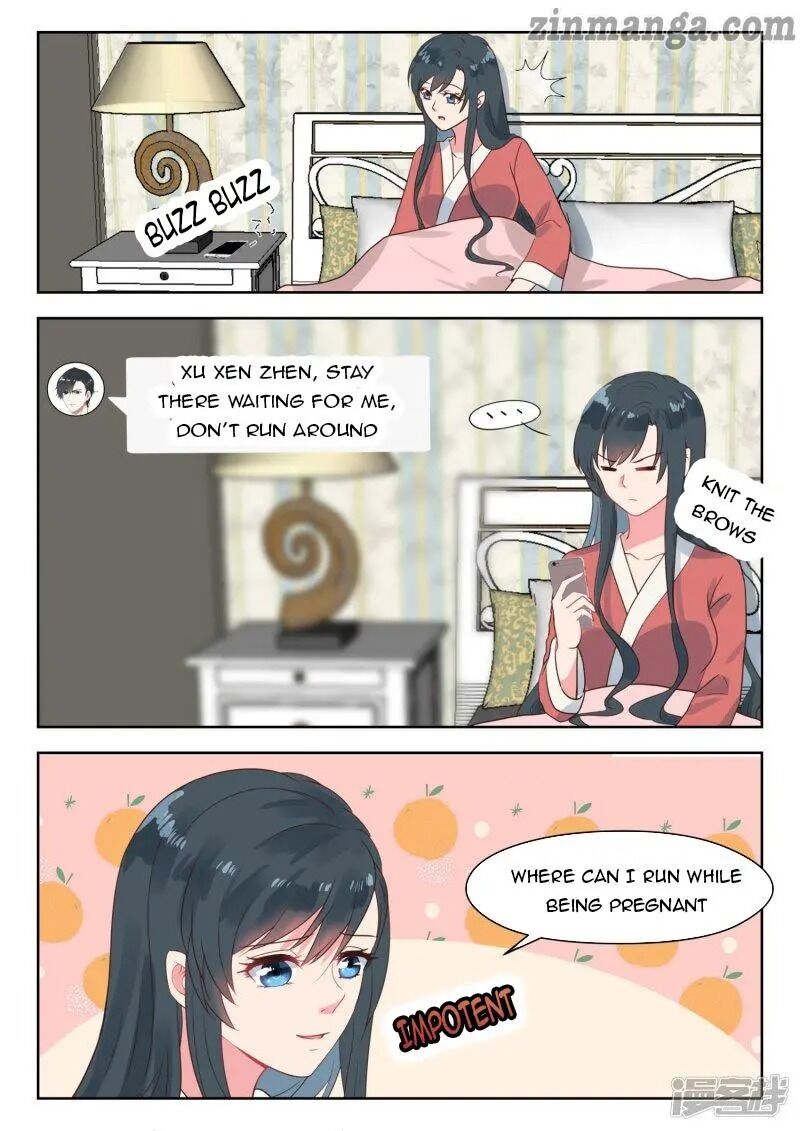 zinmanga.com
BUZZ BUZZ
XU XEN ZHEN, STAY
THERE WAITING FOR ME,
DON'T RUN AROUND
....
KNIT THE
BROWS
WHERE CAN I RUN WHILE
BEING PREGNANT
IMPOTENT
漫客栈